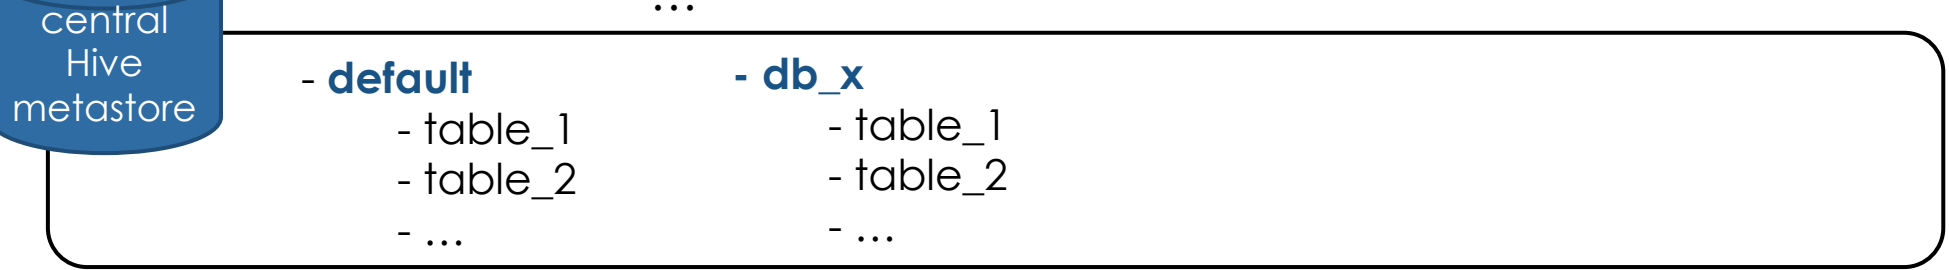 …
central
Hive
metastore
- default
- table_1
- table_2
- …
- db_x
- table_1
- table_2
- …